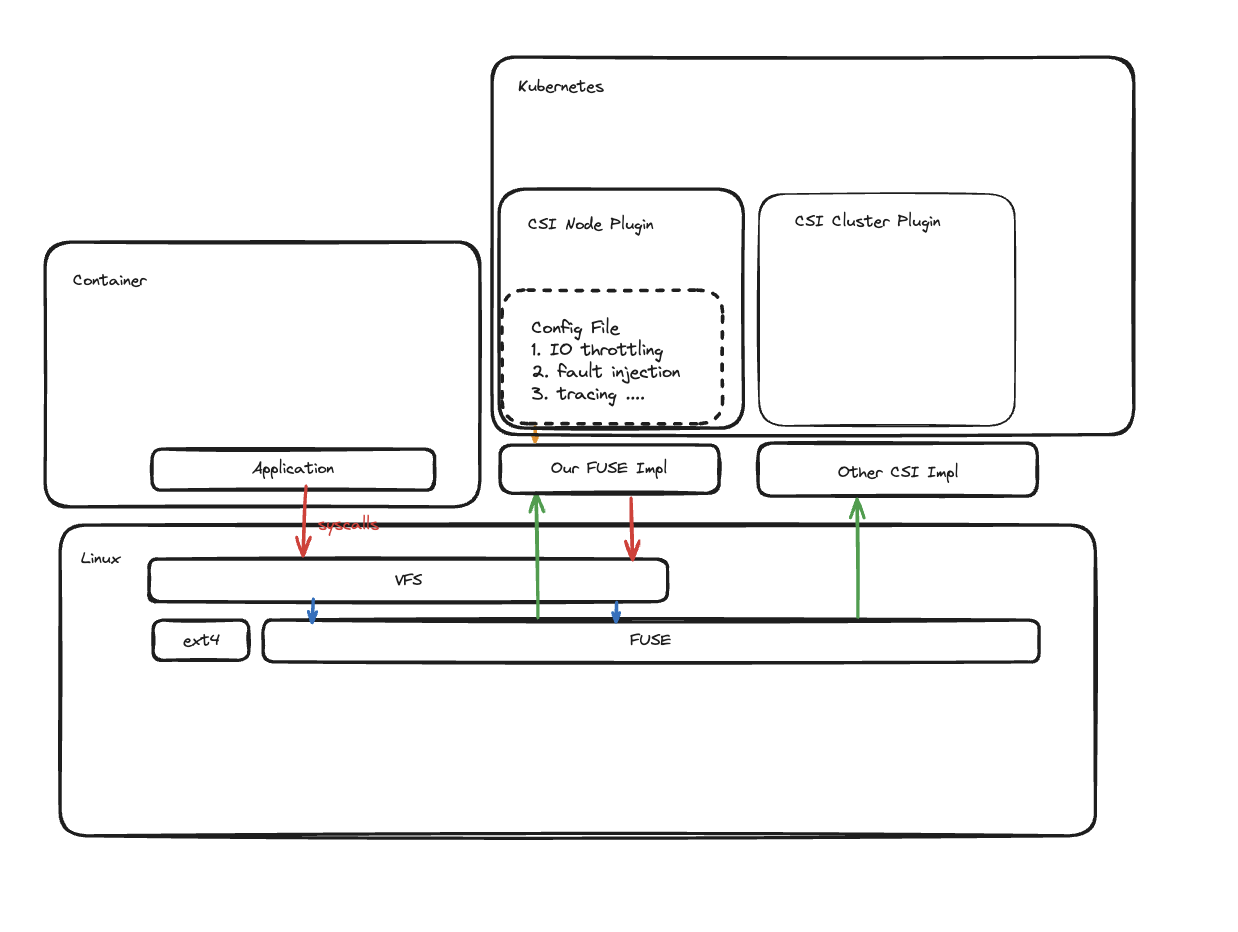 Kubernetes
CSI Node Plugin
CSI Cluster Plugin
Container
Config File
1. IO throttling
2. fault injection
3. tracing ....
Application
Our FUSE Impl
Other CSI Impl
syscalls
Linux
VFS
ext4
FUSE